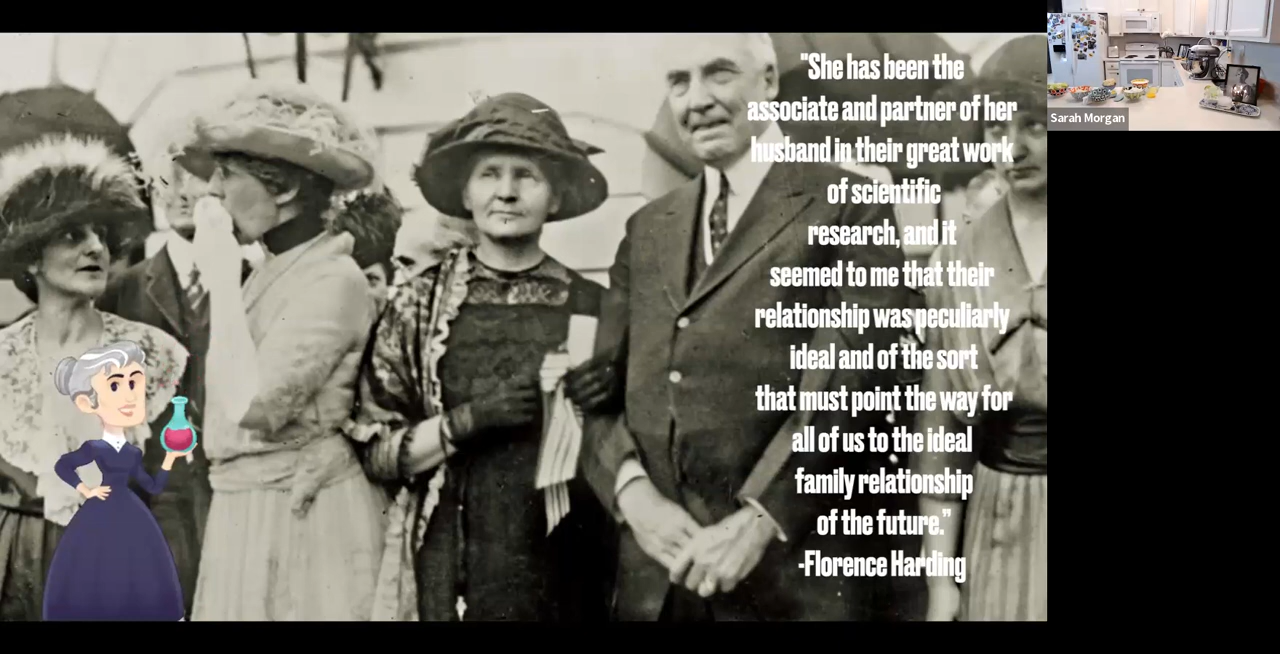 "She has been the
associate and partner of her
husband in their great work
of scientific
research, and it
seemed to me that their
relationship was peculiarly
ideal and of the sort
that must point the way for
all of us to the ideal
family relationship
of the future.”
-Florence Harding
Sarah Morgan